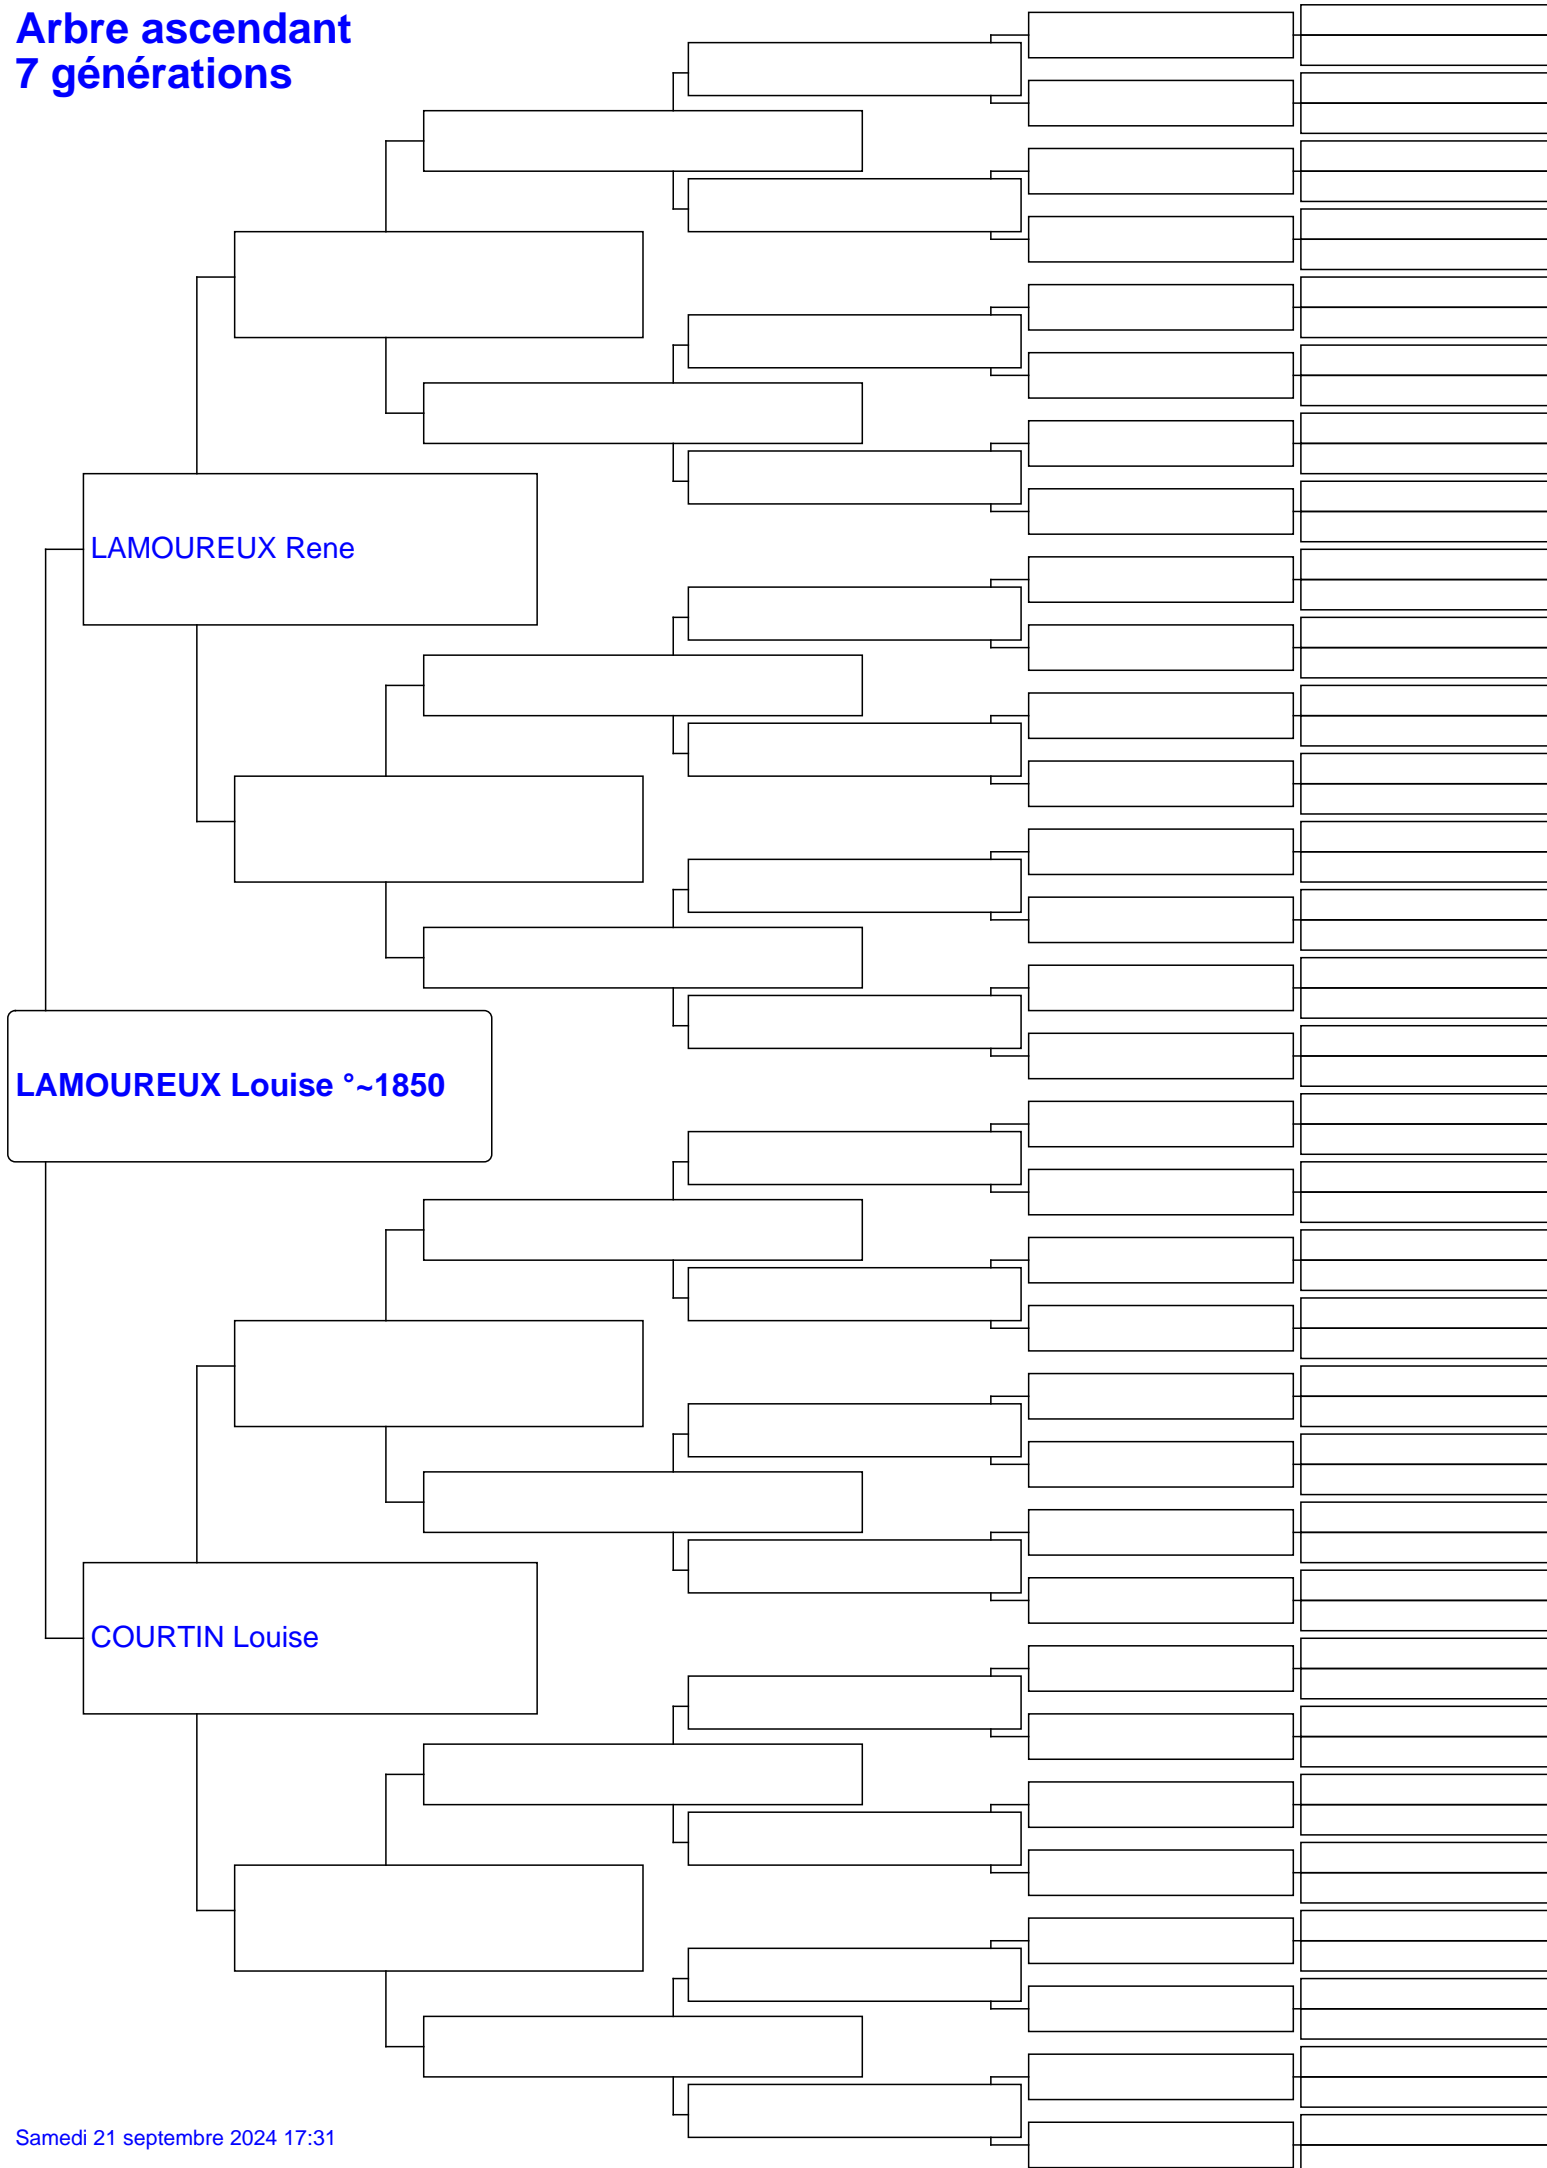 Arbre ascendant
7 générations
LAMOUREUX Rene
LAMOUREUX Louise °~1850
COURTIN Louise
Samedi 21 septembre 2024 17:31